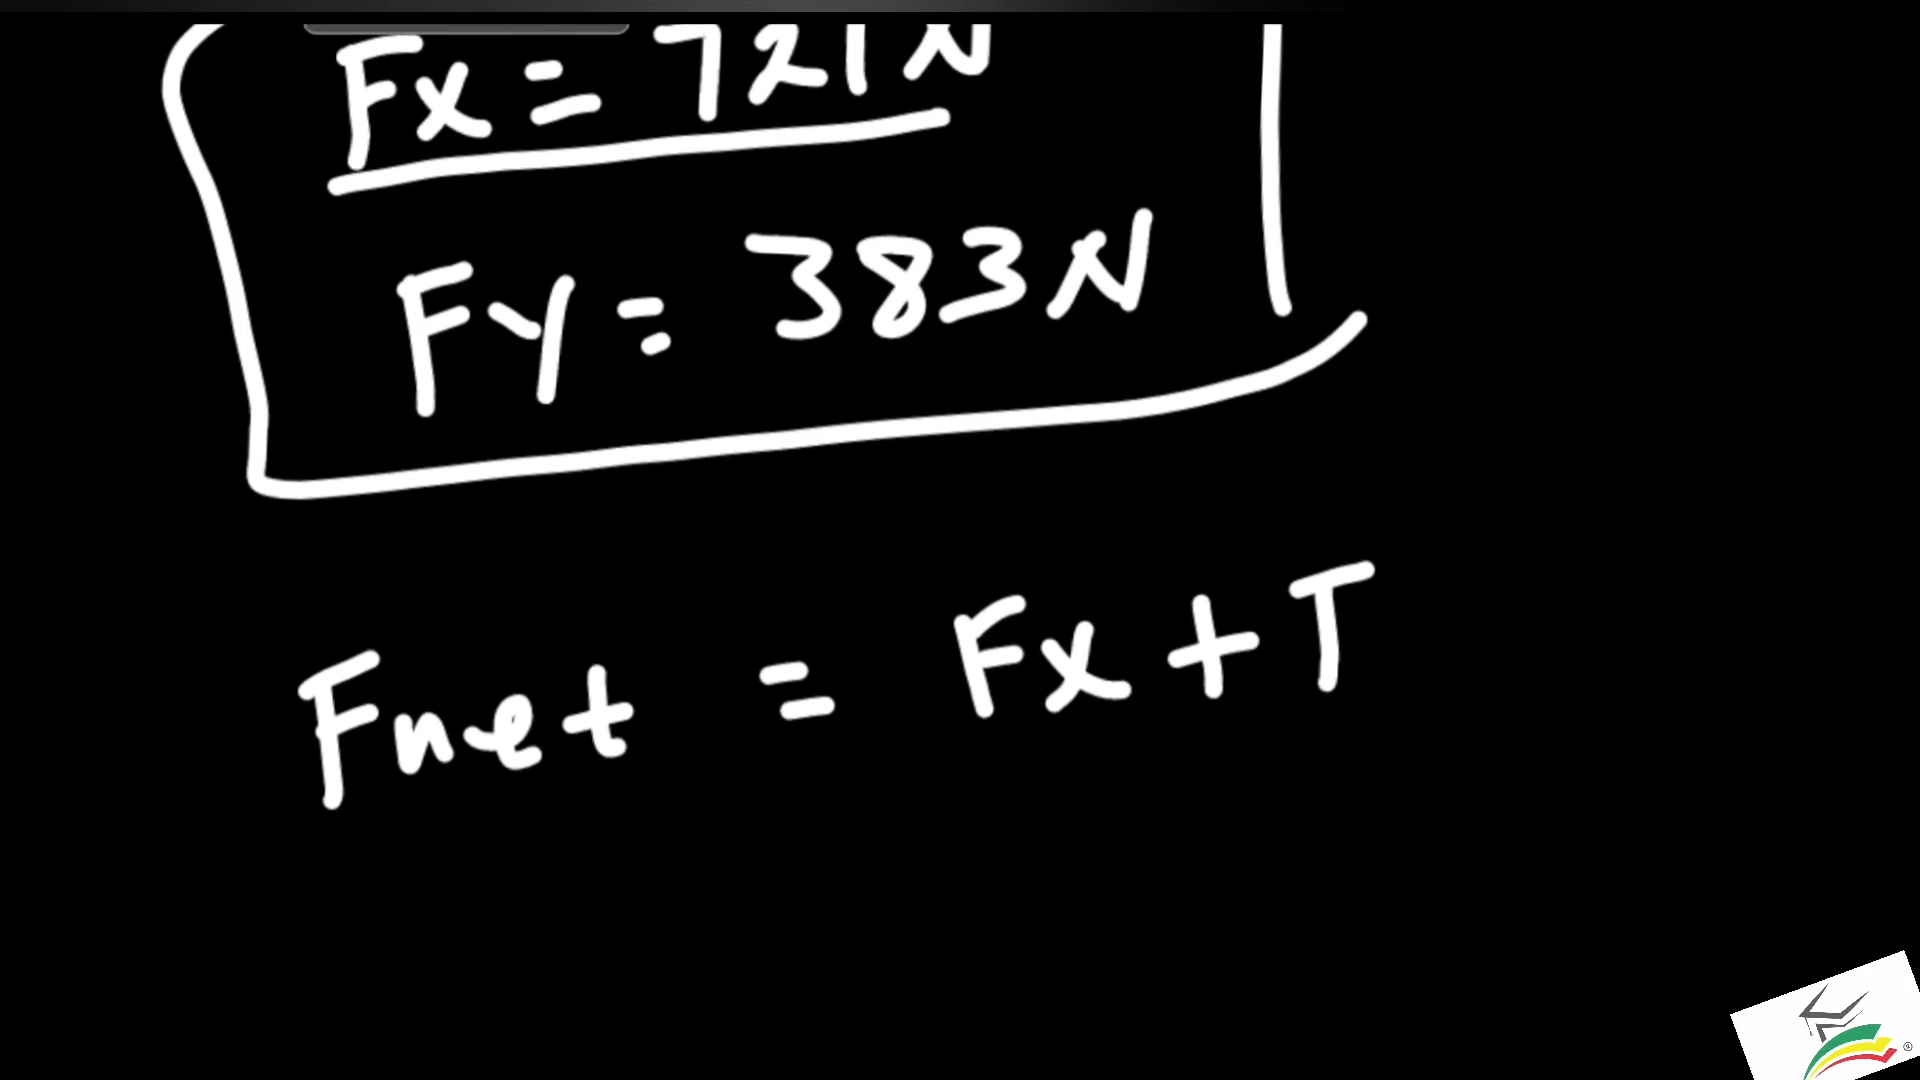 Fx = 721N
Fy = 383N
Fnet = Fx + T
®